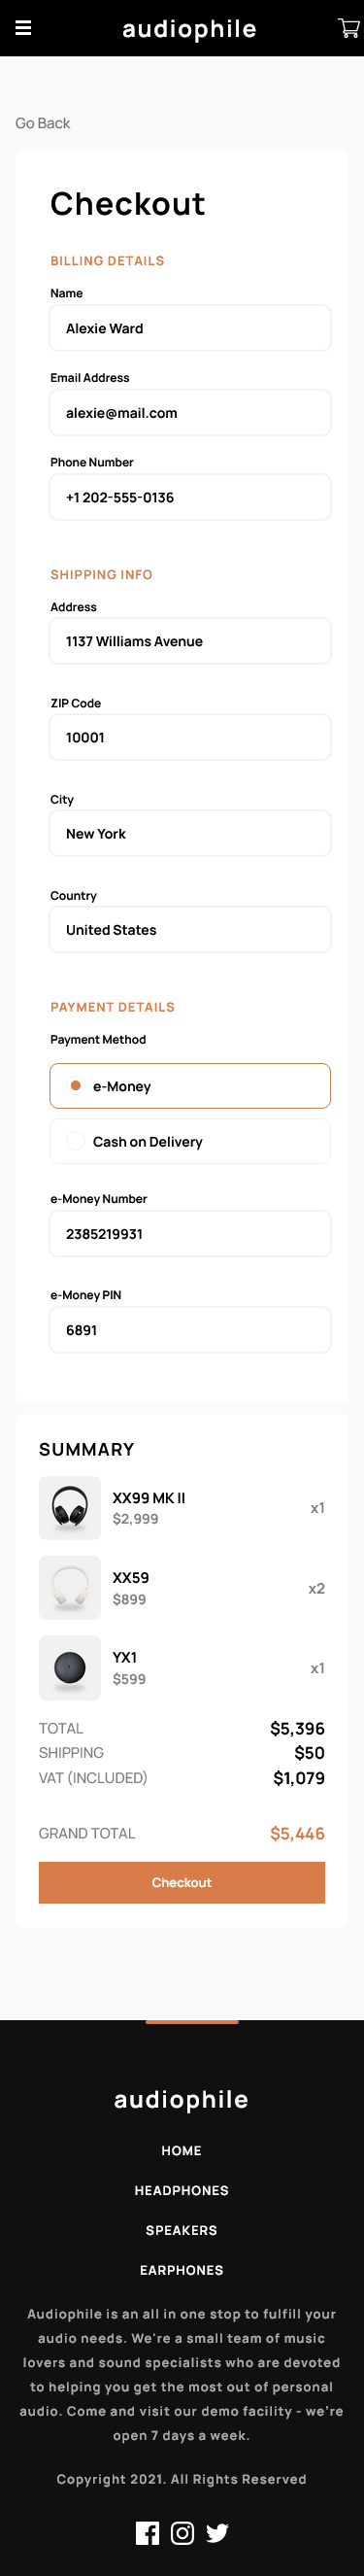 audiophile
Go Back
Checkout
BILLING DETAILS
Name
Alexie Ward
Email Address
alexie@mail.com
Phone Number
+1 202-555-0136
SHIPPING INFO
Address
1137 Williams Avenue
ZIP Code
10001
City
New York
Country
United States
PAYMENT DETAILS
Payment Method
e-Money
Cash on Delivery
e-Money Number
2385219931
e-Money PIN
6891
SUMMARY
XX99 MK II
$2,999
x1
XX59
$899
x2
YX1
$599
x1
TOTAL $5,396
SHIPPING $50
VAT (INCLUDED) $1,079
GRAND TOTAL $5,446
Checkout
audiophile
HOME
HEADPHONES
SPEAKERS
EARPHONES
Audiophile is an all in one stop to fulfill your
audio needs. We're a small team of music
lovers and sound specialists who are devoted
to helping you get the most out of personal
audio. Come and visit our demo facility - we're
open 7 days a week.
Copyright 2021. All Rights Reserved